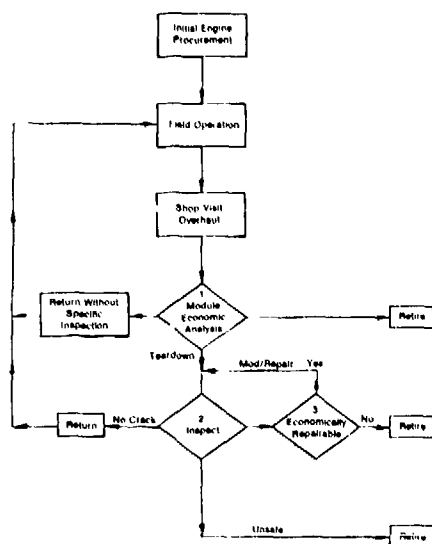 Initial Engine
Procurement
Field Operation
Shop Visit
Overhaul
1
Module
Economic
Analysis
Return Without
Specific
Inspection
Retire
Teardown
Mod/Repair
Yes
Return
No Crack
2
Inspect
3
Economically
Repairable
No
Retire
Unsafe
Retire